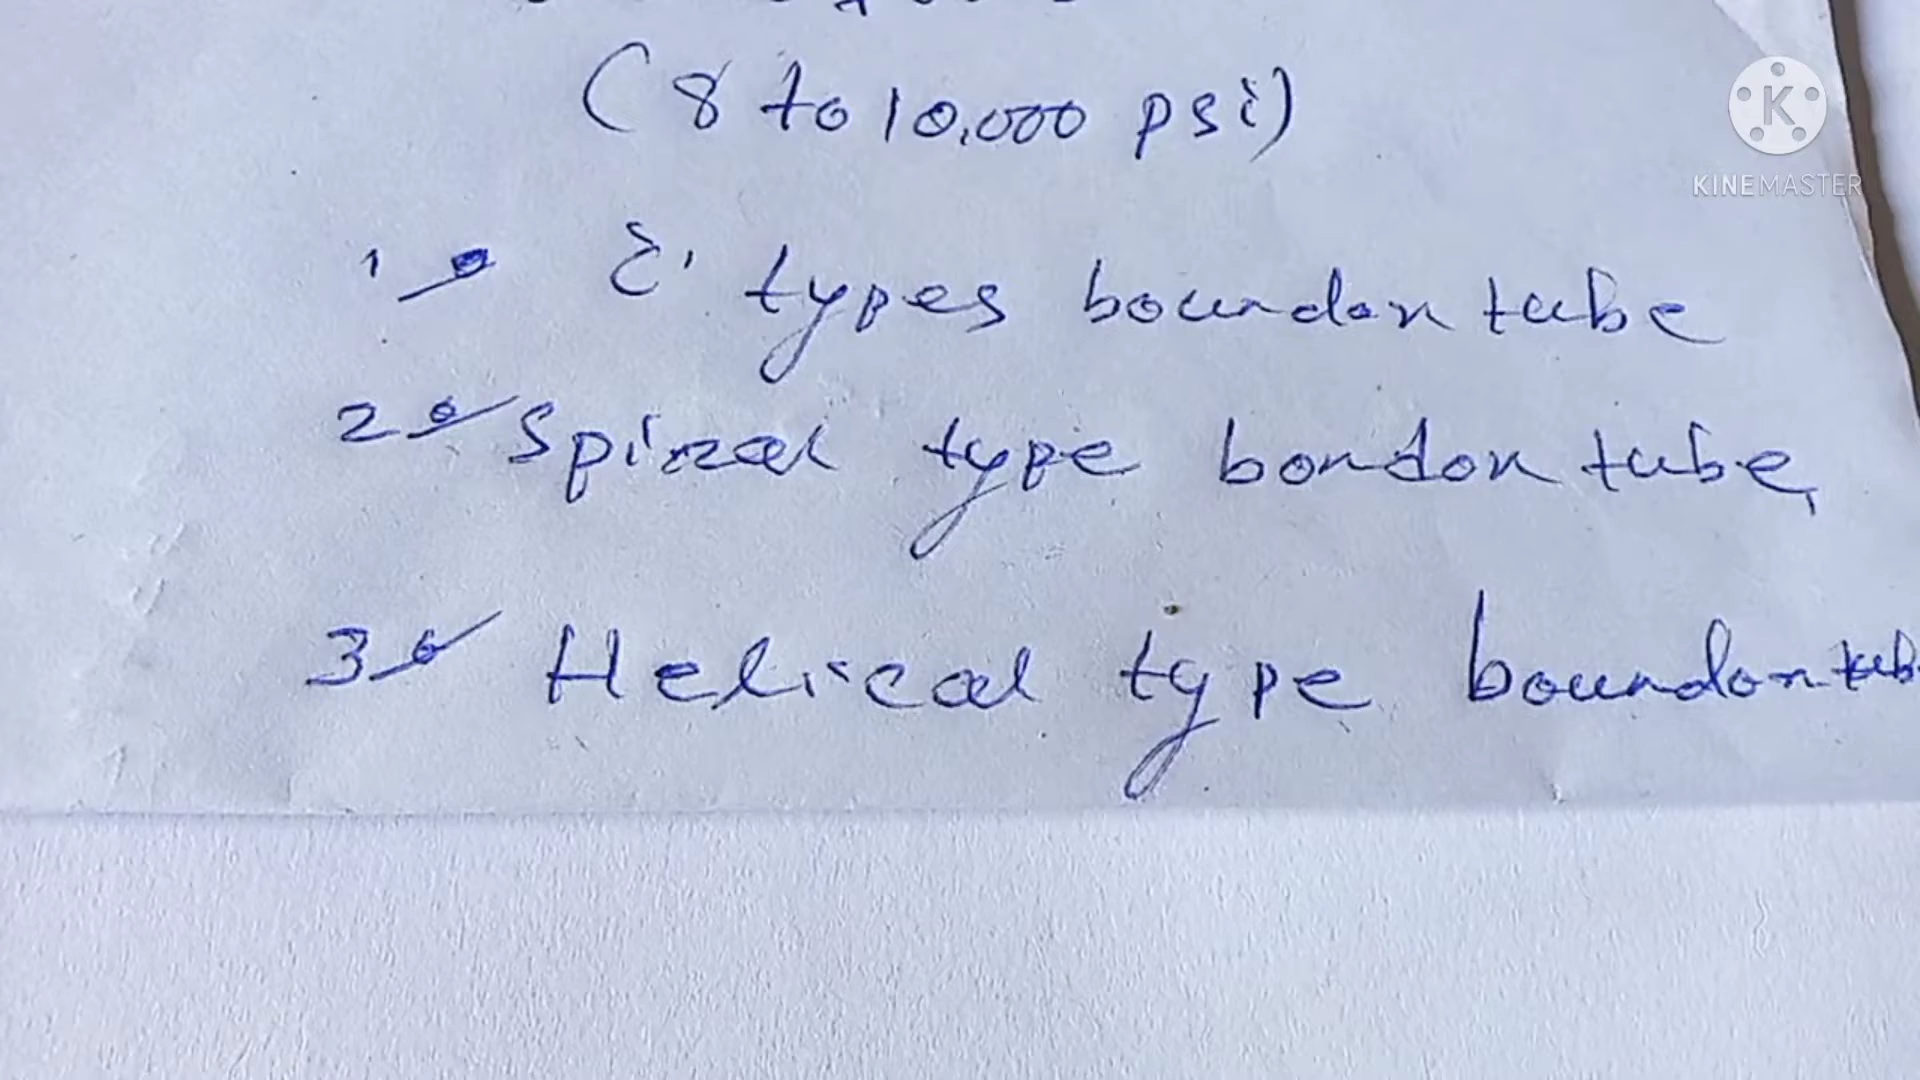 (8 to 10,000 psi)
KINEMASTER
1 'C' types boundon tube
2 Spiral type bondon tube,
3 Helical type boundon tub